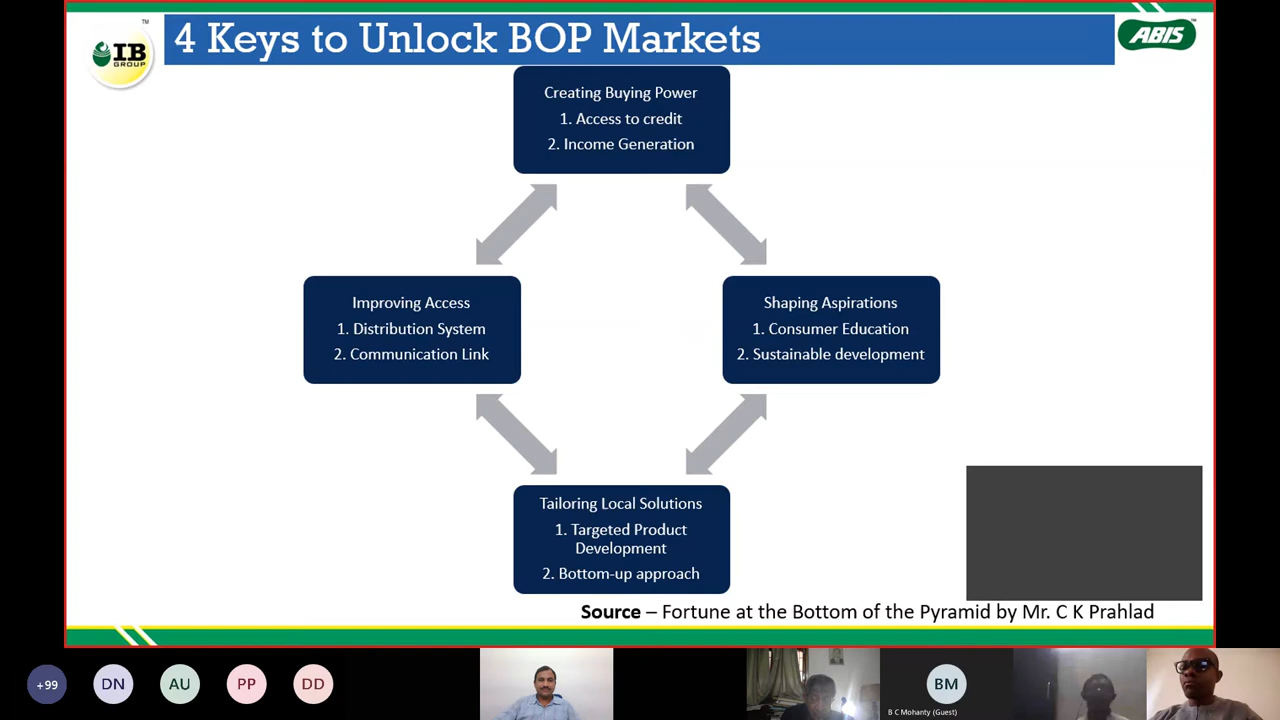 4 Keys to Unlock BOP Markets
TM
IB
GROUP
ABIS
Creating Buying Power
1. Access to credit
2. Income Generation
Improving Access
1. Distribution System
2. Communication Link
Shaping Aspirations
1. Consumer Education
2. Sustainable development
Tailoring Local Solutions
1. Targeted Product
Development
2. Bottom-up approach
Source – Fortune at the Bottom of the Pyramid by Mr. C K Prahlad
+99
DN
AU
PP
DD
BM
B C Mohanty (Guest)